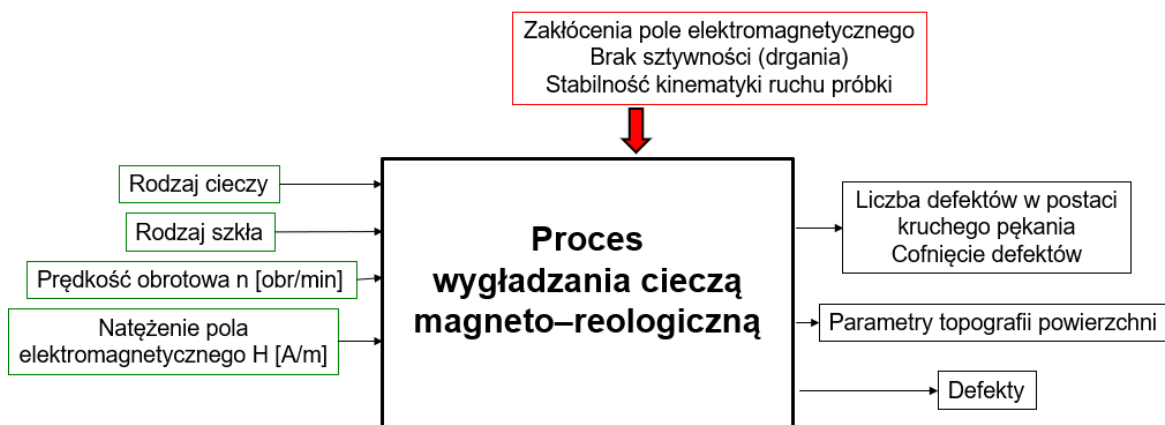 Zakłócenia pole elektromagnetycznego
Brak sztywności (drgania)
Stabilność kinematyki ruchu próbki
Rodzaj cieczy
Rodzaj szkła
Prędkość obrotowa n [obr/min]
Natężenie pola
elektromagnetycznego H [A/m]
Proces
wygładzania cieczą
magneto–reologiczną
Liczba defektów w postaci
kruchego pękania
Cofnięcie defektów
Parametry topografii powierzchni
Defekty